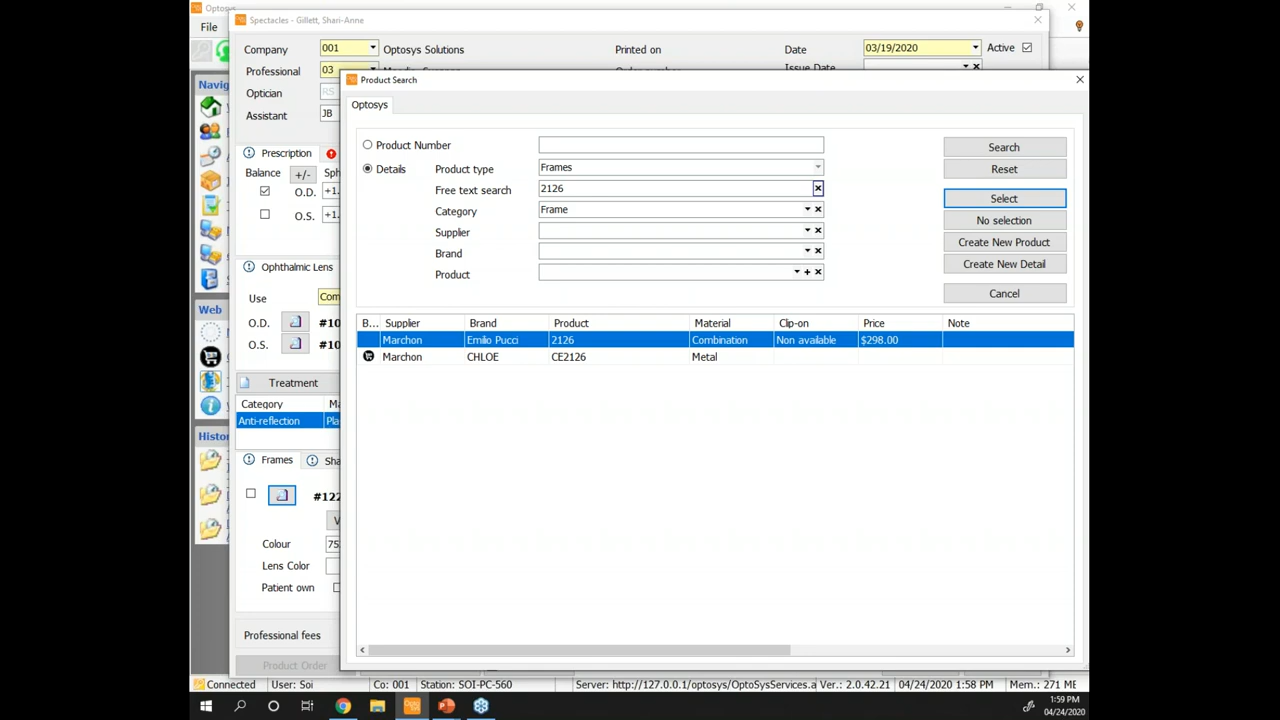 Optosys
File
Spectacles - Gillett, Shari-Anne
Company 001 Optosys Solutions Printed on Date 03/19/2020 Active
Professional 03
Optician
Assistant JB
Product Search
Optosys
Product Number
Search
Details Product type Frames
Reset
Free text search 2126
Select
Category Frame
No selection
Supplier
Create New Product
Brand
Create New Detail
Product
Cancel
B... Supplier Brand Product Material Clip-on Price Note
Marchon Emilio Pucci 2126 Combination Non available $298.00
Marchon CHLOE CE2126 Metal
Prescription
Balance +/- Sph
O.D. +1.
O.S. +1.
Ophthalmic Lens
Use Com
O.D. #10
O.S. #10
Web
Treatment
Category
Anti-reflection Pla
Frames Sha
#122
Colour 75
Lens Color
Patient own
Professional fees
Product Order
Connected User: Soi Co: 001 Station: SOI-PC-560 Server: http://127.0.0.1/optosys/OptoSysServices.a Ver.: 2.0.42.21 04/24/2020 1:58 PM Mem.: 271 ME
1:59 PM
04/24/2020